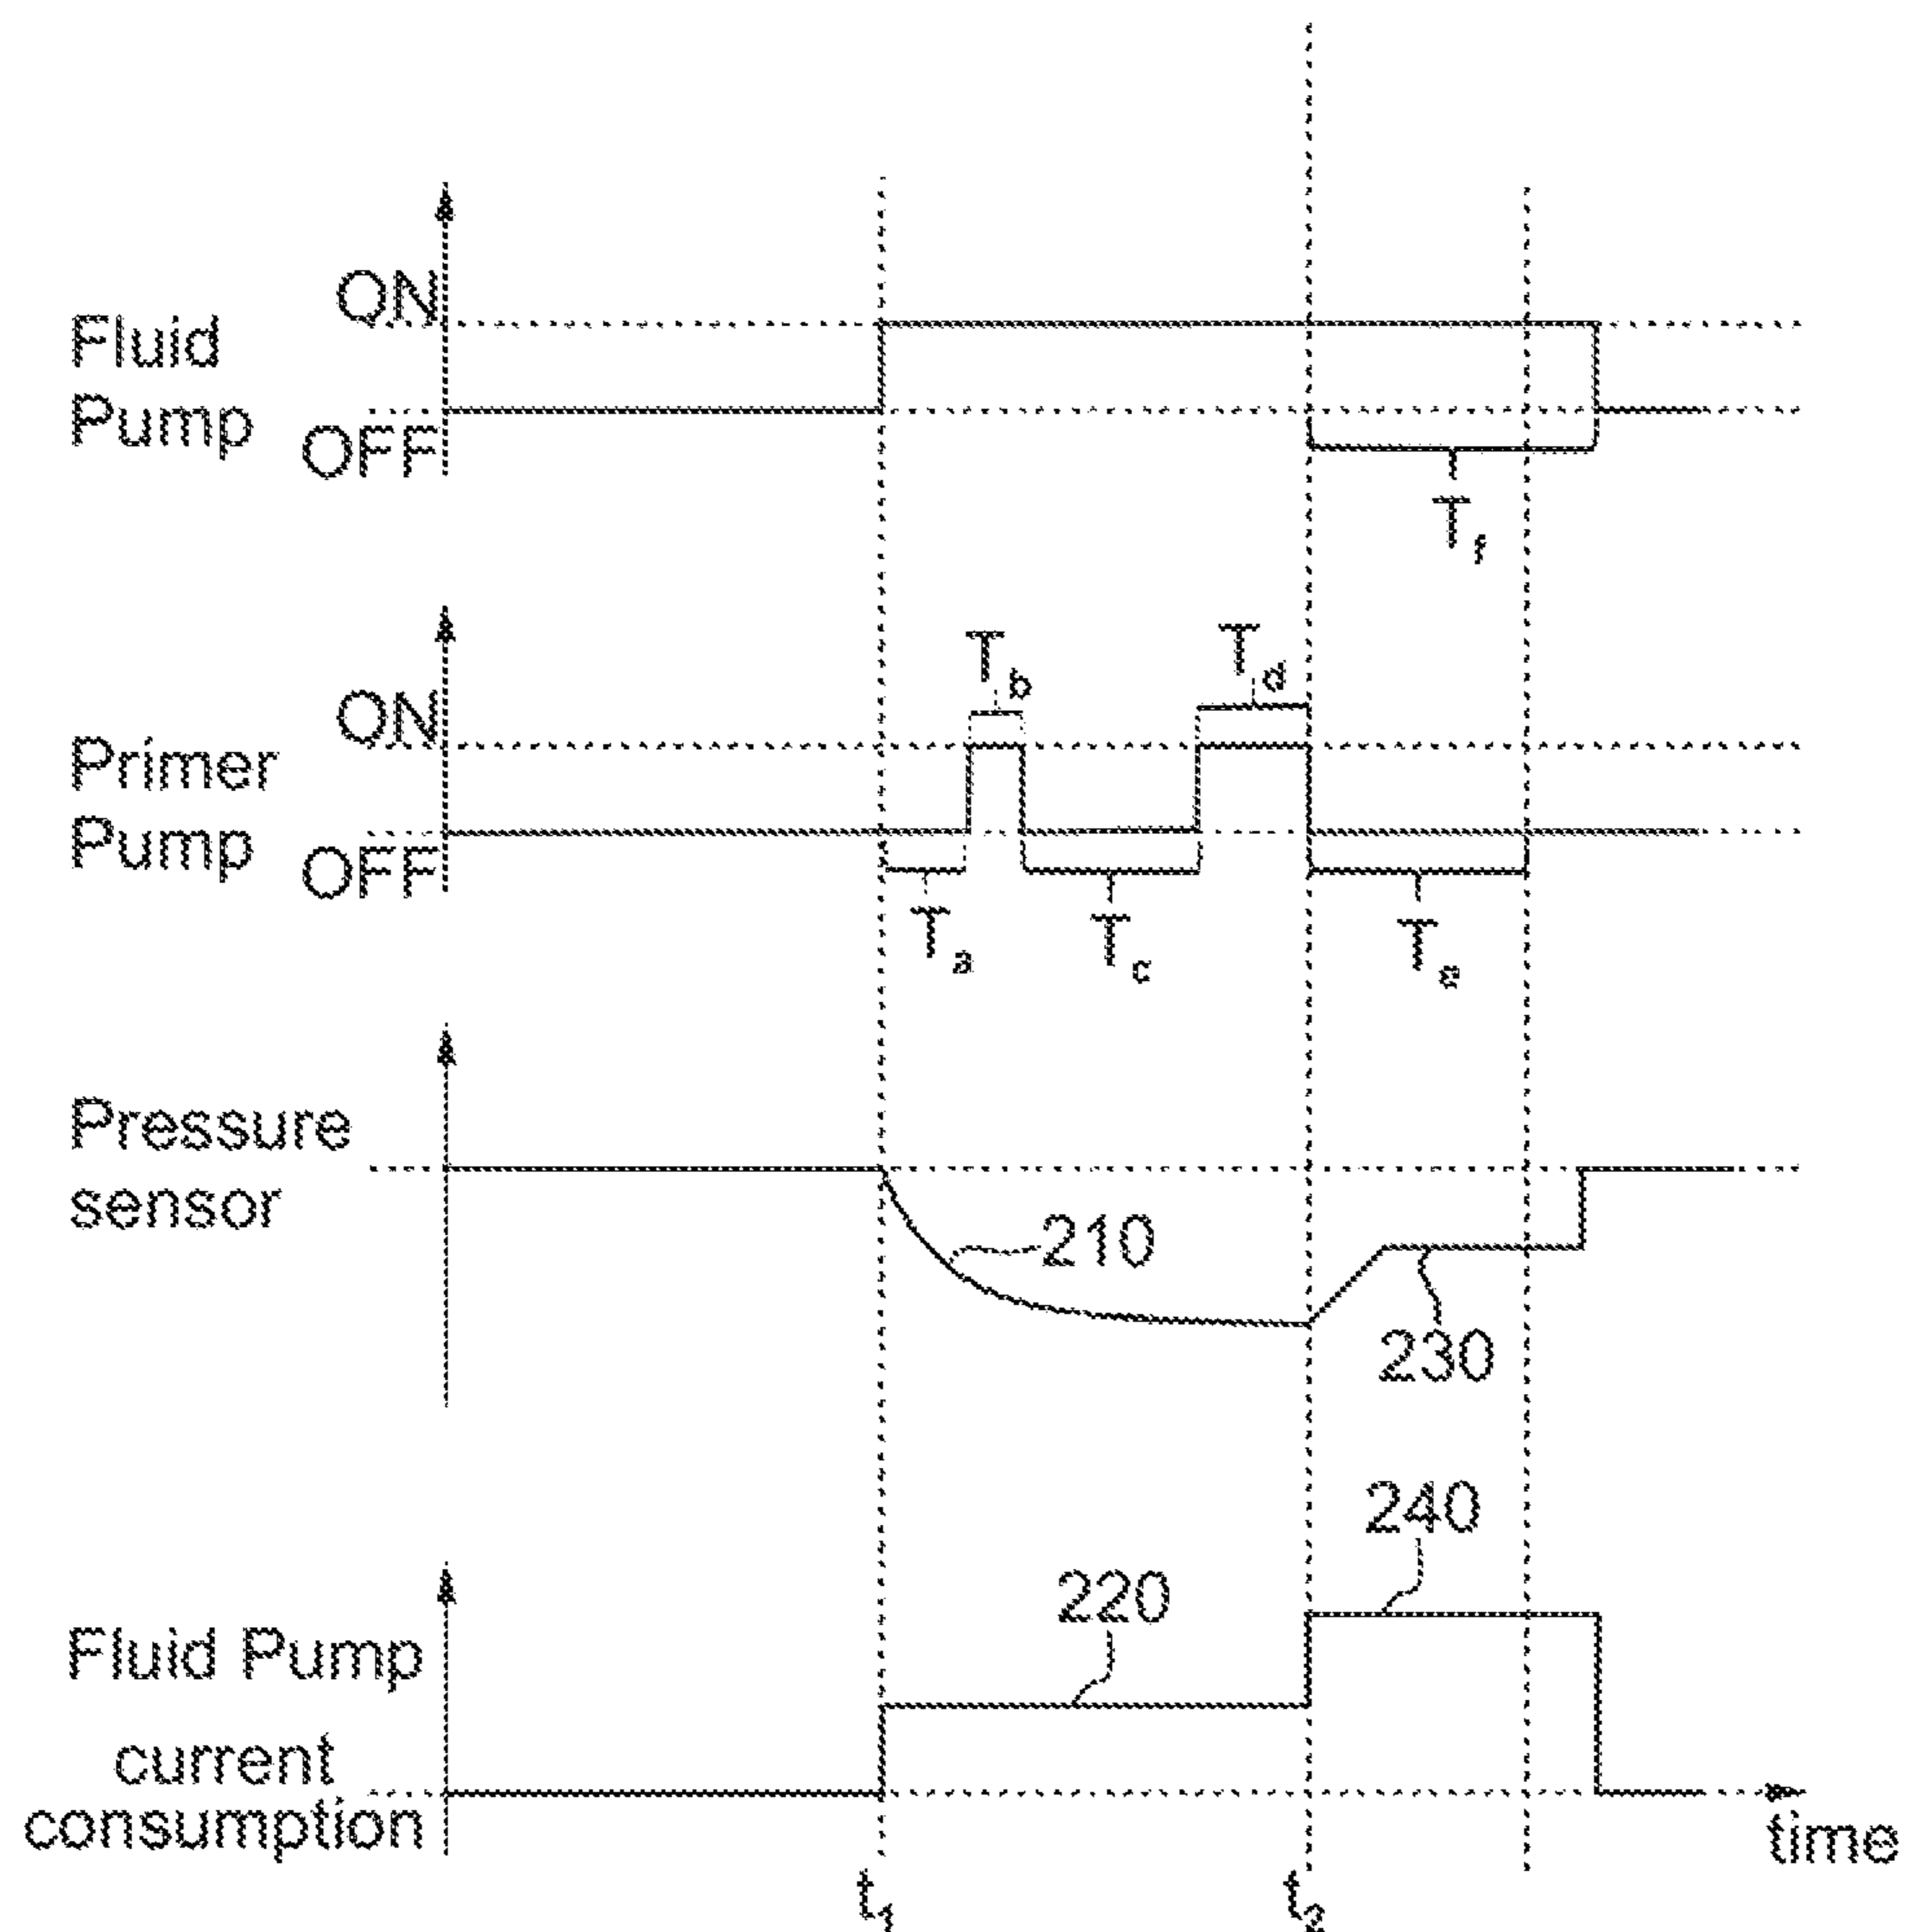 ON
Fluid
Pump
OFF
Tf
Tb
Td
ON
Primer
Pump
OFF
Ta
Tc
Te
Pressure
sensor
210
230
240
220
Fluid Pump
current
consumption
time
t1
t2